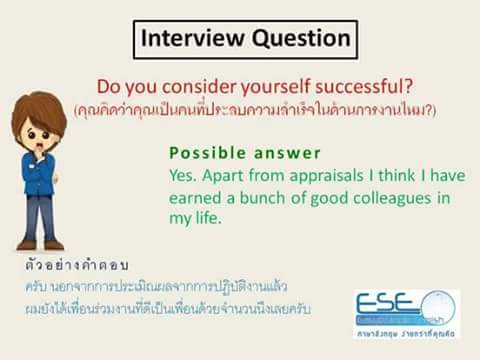 Interview Question
Do you consider yourself successful?
(คุณคิดว่าคุณเป็นคนที่ประสบความสำเร็จในด้านการงานไหม?)
Possible answer
Yes. Apart from appraisals I think I have
earned a bunch of good colleagues in
my life.
ตัวอย่างคำตอบ
ครับ นอกจากการประเมิณผลจากการปฏิบัติงานแล้ว
ผมยังได้เพื่อนร่วมงานที่ดีเป็นเพื่อนด้วยจำนวนนึงเลยครับ
ESE
ภาษาอังกฤษ ง่ายกว่าที่คุณคิด